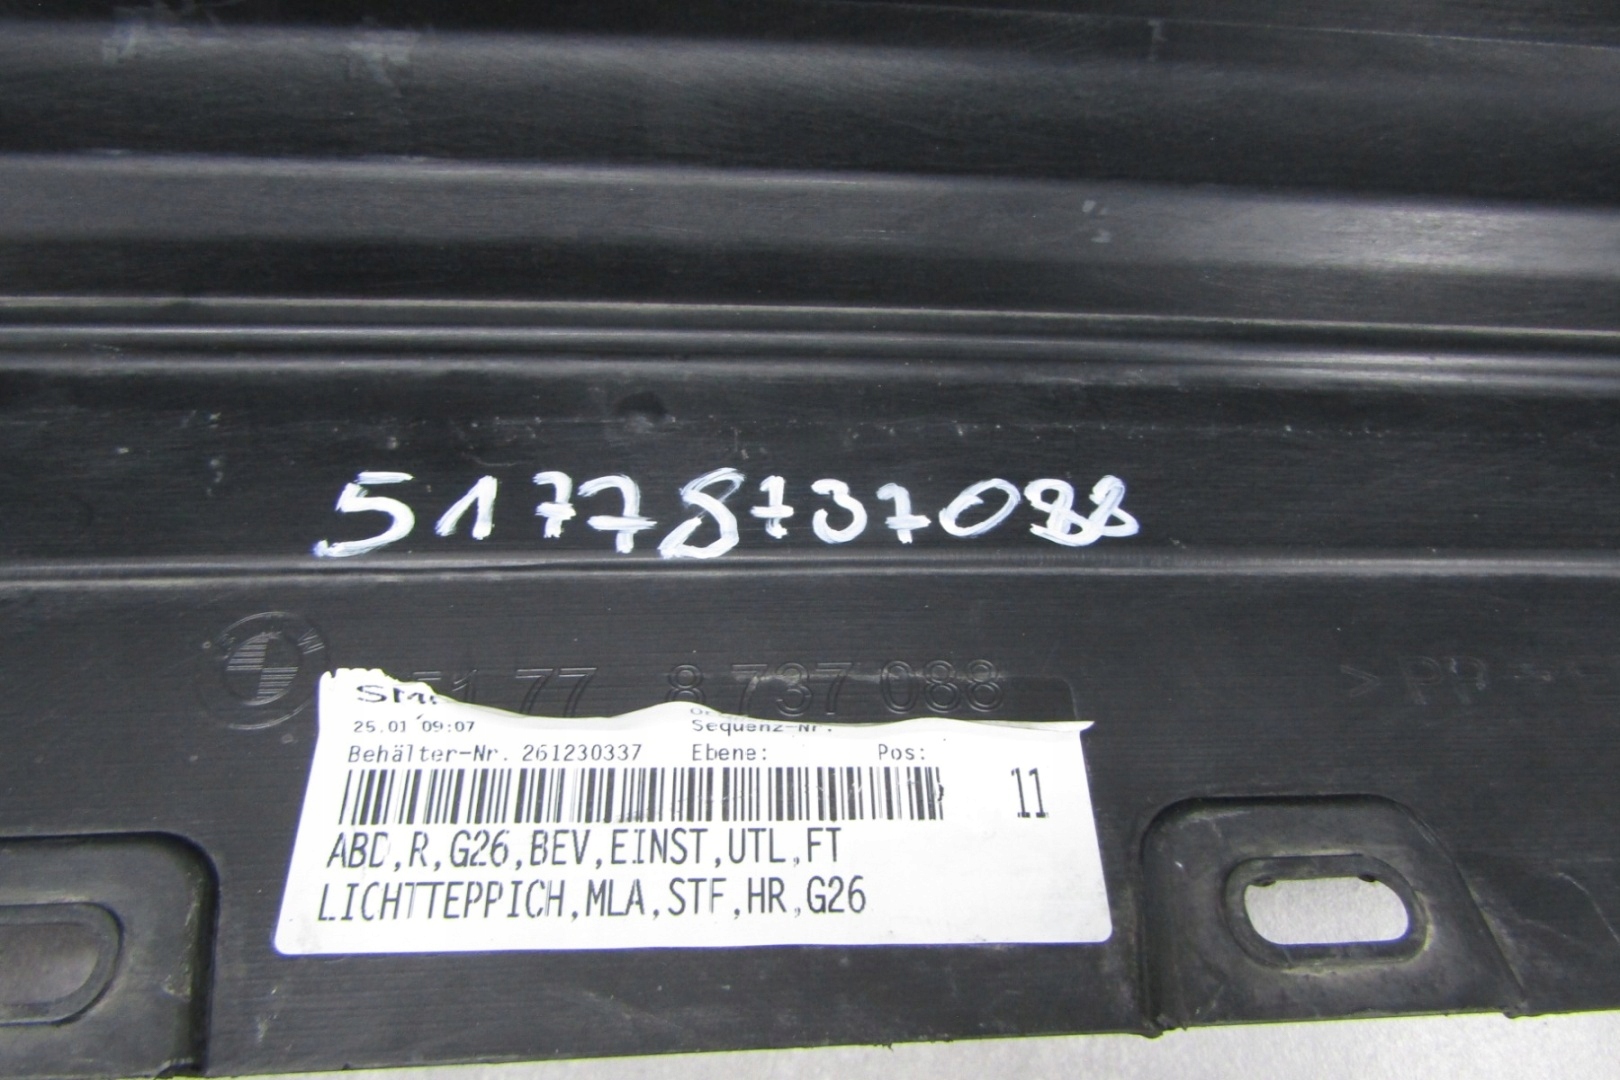 51778737088
51 77 8 737 088
25.01 09:07
Sequenz-Nr.
Behälter-Nr. 261230337 Ebene: Pos:
11
ABD,R,G26,BEV,EINST,UTL,FT
LICHTTEPPICH,MLA,STF,HR,G26